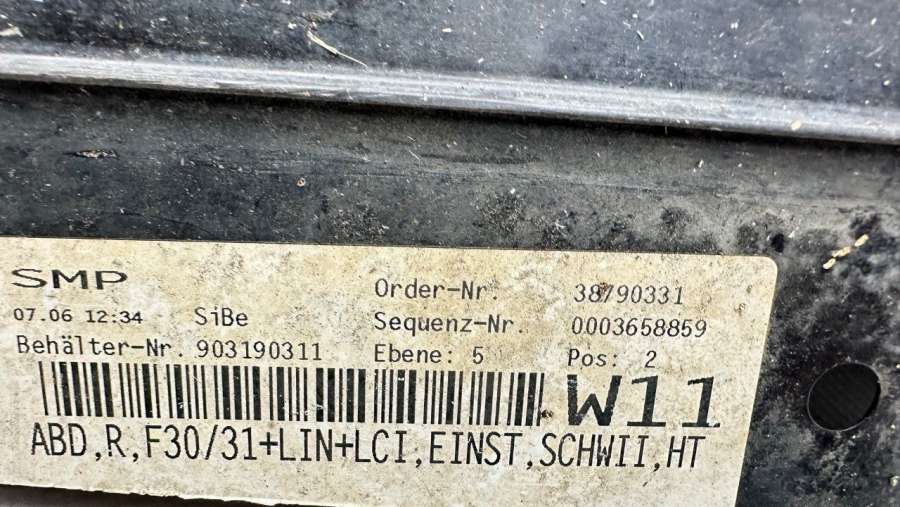 SMP
Order-Nr. 38790331
07.06 12:34 SiBe Sequenz-Nr. 0003658859
Behälter-Nr. 903190311 Ebene: 5 Pos: 2
W11
ABD,R,F30/31+LIN+LCI,EINST,SCHWII,HT